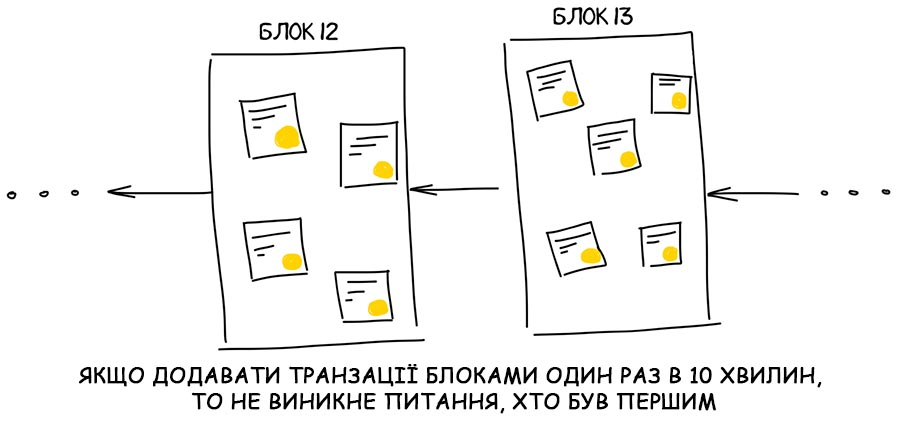 БЛОК 12
БЛОК 13
ЯКЩО ДОДАВАТИ ТРАНЗАЦІЇ БЛОКАМИ ОДИН РАЗ В 10 ХВИЛИН,
ТО НЕ ВИНИКНЕ ПИТАННЯ, ХТО БУВ ПЕРШИМ